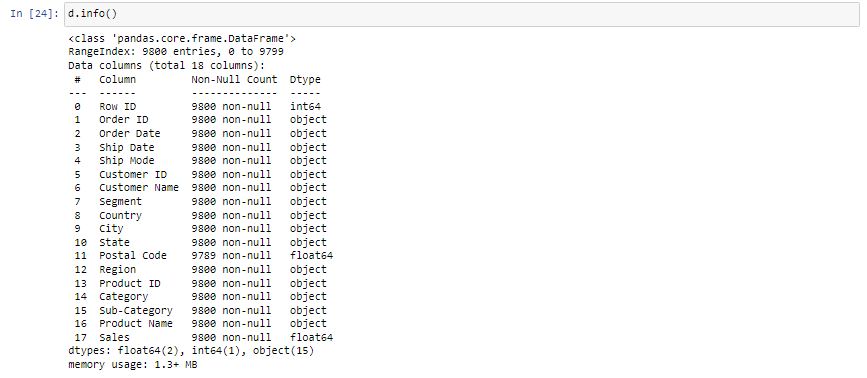 In [24]: d.info()
<class 'pandas.core.frame.DataFrame'>
RangeIndex: 9800 entries, 0 to 9799
Data columns (total 18 columns):
 #   Column         Non-Null Count  Dtype
---  ------         --------------  -----
 0   Row ID         9800 non-null   int64
 1   Order ID       9800 non-null   object
 2   Order Date     9800 non-null   object
 3   Ship Date      9800 non-null   object
 4   Ship Mode      9800 non-null   object
 5   Customer ID    9800 non-null   object
 6   Customer Name  9800 non-null   object
 7   Segment        9800 non-null   object
 8   Country        9800 non-null   object
 9   City           9800 non-null   object
 10  State          9800 non-null   object
 11  Postal Code    9789 non-null   float64
 12  Region         9800 non-null   object
 13  Product ID     9800 non-null   object
 14  Category       9800 non-null   object
 15  Sub-Category   9800 non-null   object
 16  Product Name   9800 non-null   object
 17  Sales          9800 non-null   float64
dtypes: float64(2), int64(1), object(15)
memory usage: 1.3+ MB